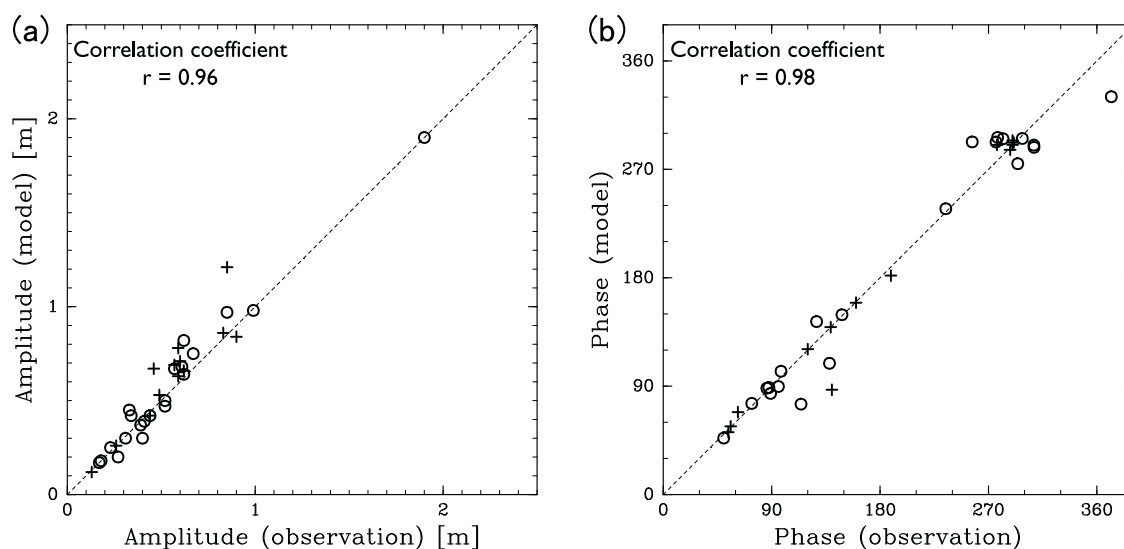 (a)
Correlation coefficient
r = 0.96
Amplitude (model) [m]
2
1
0
0 1 2
Amplitude (observation) [m]
(b)
Correlation coefficient
r = 0.98
Phase (model)
360
270
180
90
0
0 90 180 270 360
Phase (observation)